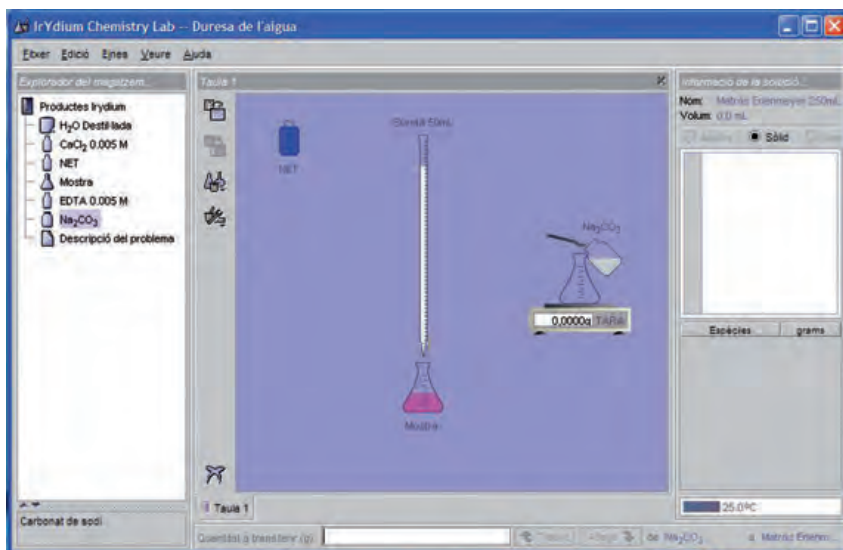 IrYdium Chemistry Lab -- Duresa de l'aigua
Fitxer Edició Eines Veure Ajuda
Explorador del magatzem...
Productes Irydium
H₂O Destil·lada
CaCl₂ 0.005 M
NET
Mostra
EDTA 0.005 M
Na₂CO₃
Descripció del problema
Carbonat de sodi
Taula 1
NET
Bureta 50mL
Mostra
Na₂CO₃
0,0000g TARA
Taula 1
Quantitat a transferir (g):
de Na₂CO₃...
a Matràs Erlenm...
Informació de la solució...
Nom: Matràs Erlenmeyer 250mL
Volum: 0,0 mL
Sòlid
Espècies grams
25.0ºC